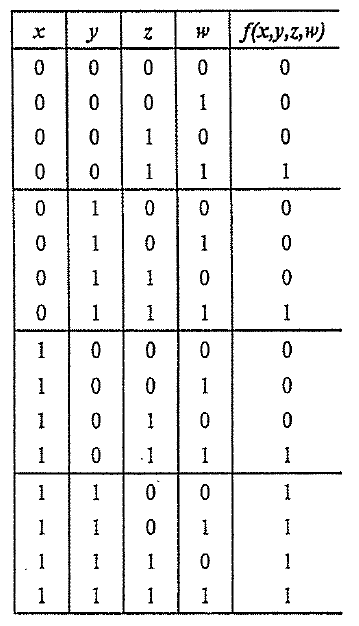 x y z w f(x,y,z,w)
0 0 0 0 0
0 0 0 1 0
0 0 1 0 0
0 0 1 1 1
0 1 0 0 0
0 1 0 1 0
0 1 1 0 0
0 1 1 1 1
1 0 0 0 0
1 0 0 1 0
1 0 1 0 0
1 0 1 1 1
1 1 0 0 1
1 1 0 1 1
1 1 1 0 1
1 1 1 1 1